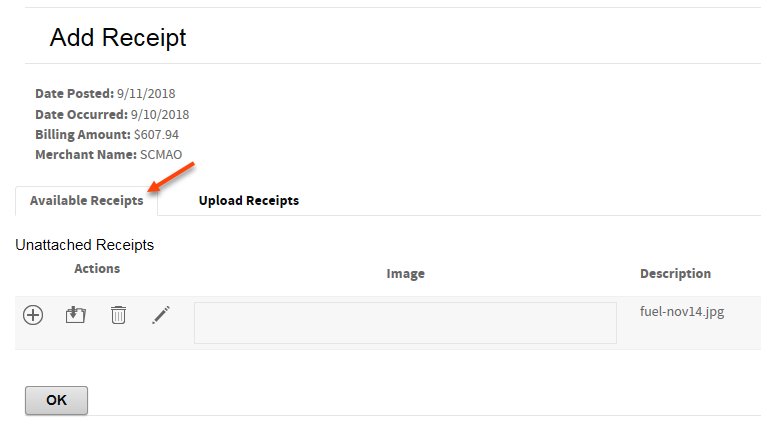 Add Receipt
Date Posted: 9/11/2018
Date Occurred: 9/10/2018
Billing Amount: $607.94
Merchant Name: SCMAO
Available Receipts Upload Receipts
Unattached Receipts
Actions Image Description
fuel-nov14.jpg
OK